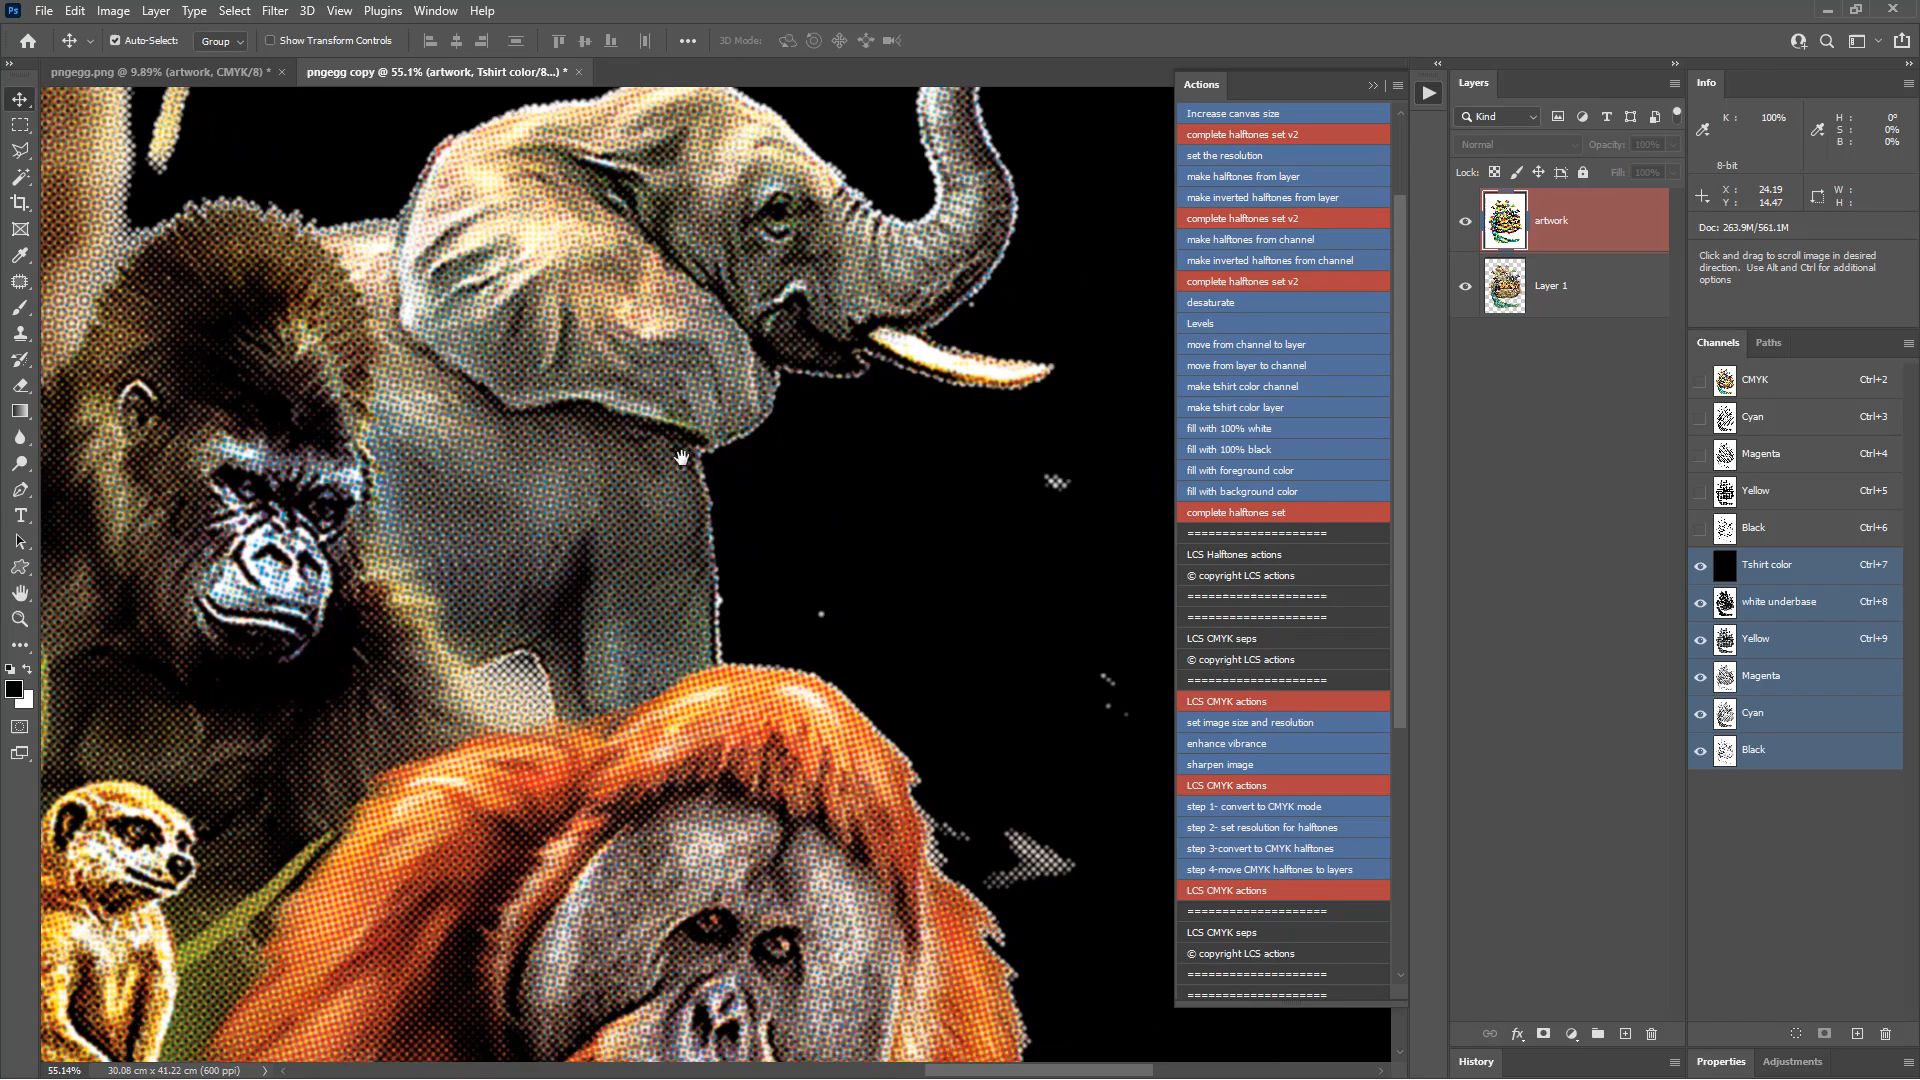 Ps File Edit Image Layer Type Select Filter 3D View Plugins Window Help
Auto-Select: Group Show Transform Controls 3D Mode:
pngegg.png @ 9.89% (artwork, CMYK/8) * pngegg copy @ 55.1% (artwork, Tshirt color/8...) *
Actions
Increase canvas size
complete halftones set v2
set the resolution
make halftones from layer
make inverted halftones from layer
complete halftones set v2
make halftones from channel
make inverted halftones from channel
complete halftones set v2
desaturate
Levels
move from channel to layer
move from layer to channel
make tshirt color channel
make tshirt color layer
fill with 100% white
fill with 100% black
fill with foreground color
fill with background color
complete halftones set
=====================
LCS Halftones actions
© copyright LCS actions
=====================
=====================
LCS CMYK seps
© copyright LCS actions
=====================
LCS CMYK actions
set image size and resolution
enhance vibrance
sharpen image
LCS CMYK actions
step 1- convert to CMYK mode
step 2- set resolution for halftones
step 3-convert to CMYK halftones
step 4-move CMYK halftones to layers
LCS CMYK actions
=====================
LCS CMYK seps
© copyright LCS actions
=====================
=====================
Layers
Kind
Normal Opacity: 100%
Lock: Fill: 100%
artwork
Layer 1
History
Info
K : 100% H : 0°
S : 0%
B : 0%
8-bit
X : 24.19 W :
Y : 14.47 H :
Doc: 263.9M/561.1M
Click and drag to scroll image in desired
direction. Use Alt and Ctrl for additional
options
Channels Paths
CMYK Ctrl+2
Cyan Ctrl+3
Magenta Ctrl+4
Yellow Ctrl+5
Black Ctrl+6
Tshirt color Ctrl+7
white underbase Ctrl+8
Yellow Ctrl+9
Magenta
Cyan
Black
Properties Adjustments
55.14% 30.08 cm x 41.22 cm (600 ppi)